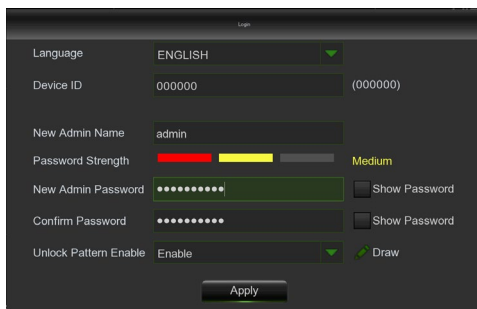 Login
Language ENGLISH
Device ID 000000 (000000)
New Admin Name admin
Password Strength Medium
New Admin Password ●●●●●●●●●● Show Password
Confirm Password ●●●●●●●●●● Show Password
Unlock Pattern Enable Enable Draw
Apply